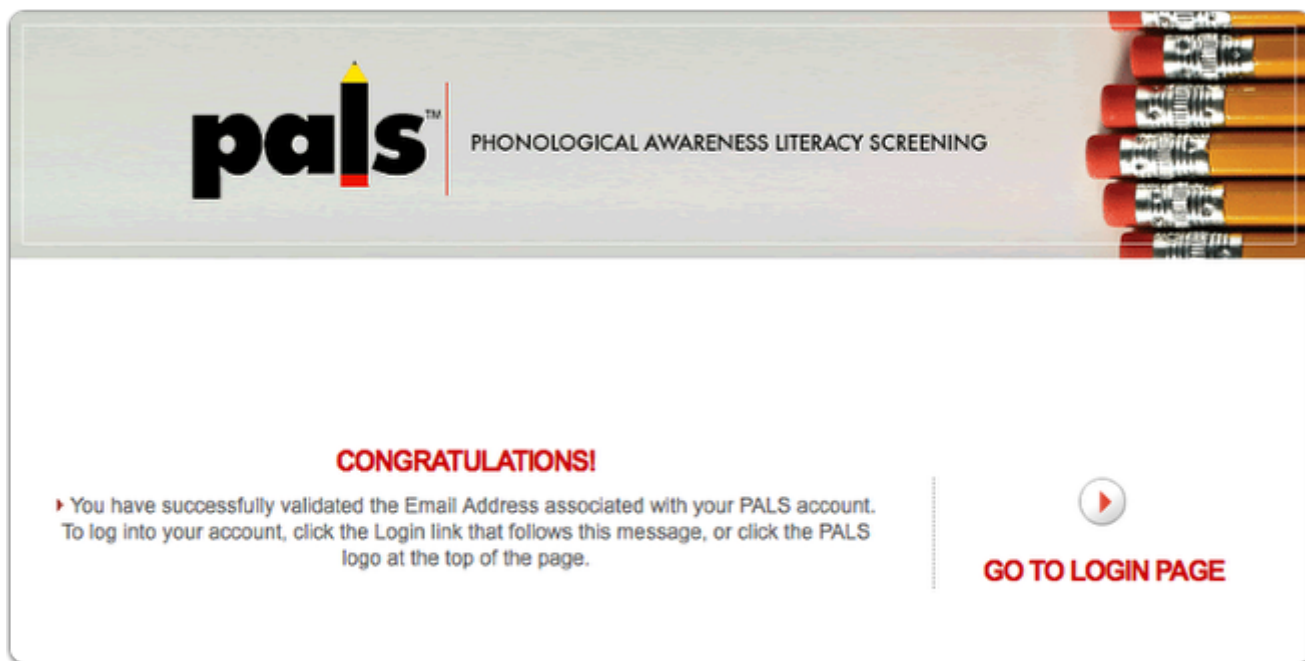 pals™
PHONOLOGICAL AWARENESS LITERACY SCREENING
CONGRATULATIONS!
You have successfully validated the Email Address associated with your PALS account.
To log into your account, click the Login link that follows this message, or click the PALS
logo at the top of the page.
GO TO LOGIN PAGE